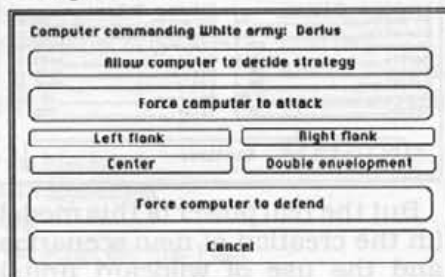 Computer commanding White army: Darius
Allow computer to decide strategy
Force computer to attack
Left flank
Right flank
Center
Double envelopment
Force computer to defend
Cancel